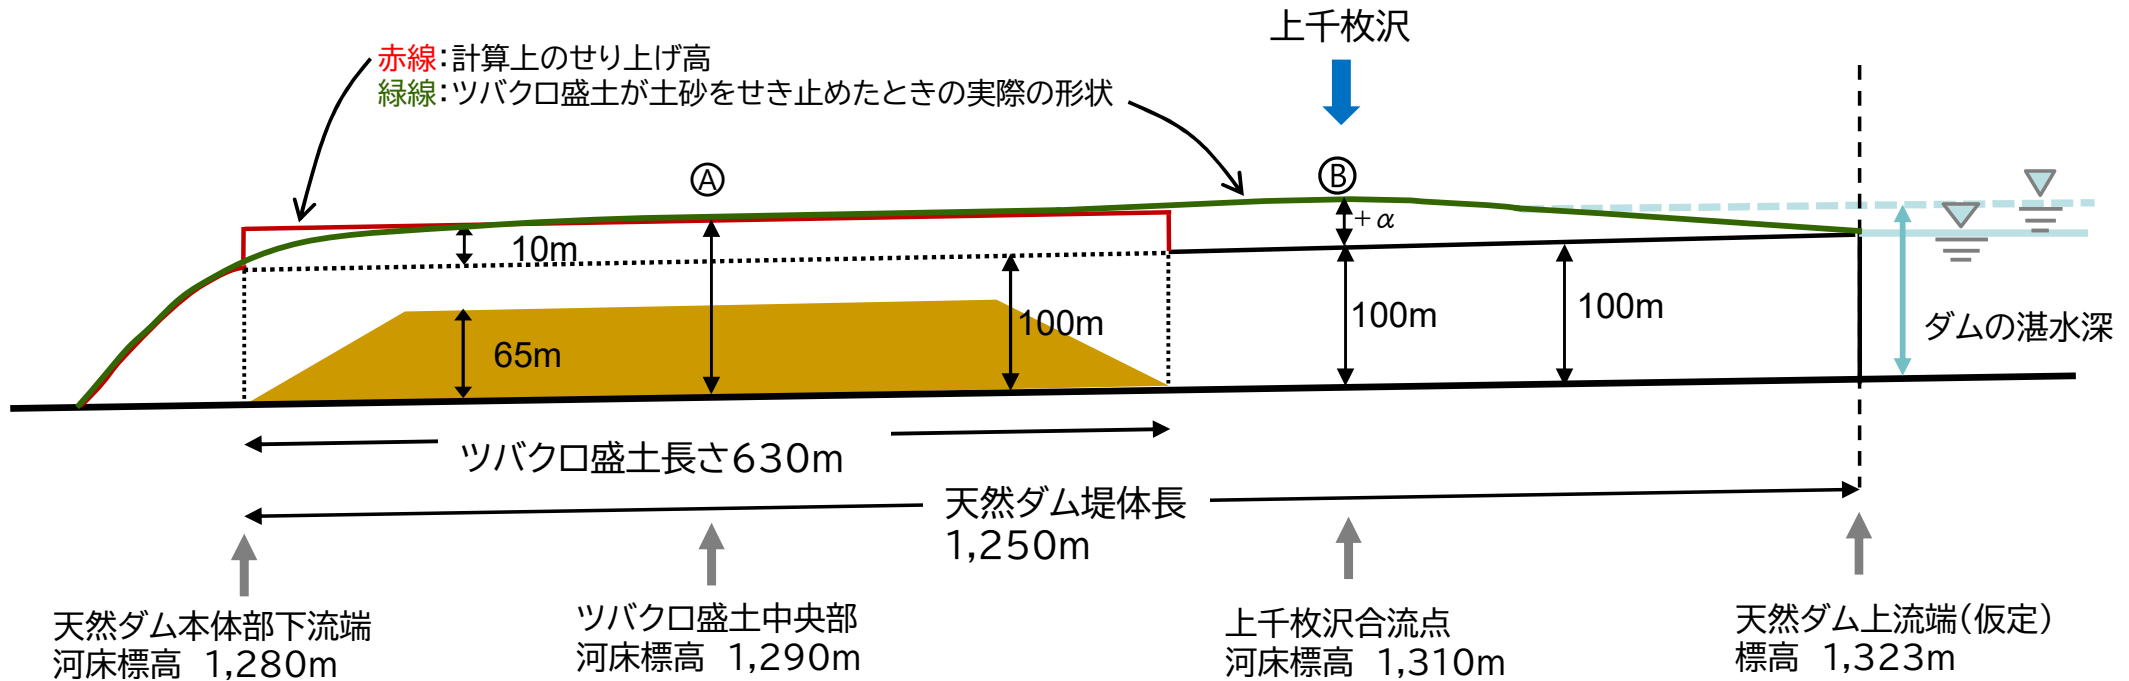 上千枚沢
赤線：計算上のせり上げ高
緑線：ツバクロ盛土が土砂をせき止めたときの実際の形状
Ⓐ
Ⓑ
+α
10m
100m
100m
100m
65m
ダムの湛水深
ツバクロ盛土長さ630m
天然ダム堤体長
1,250m
天然ダム本体部下流端
河床標高 1,280m
ツバクロ盛土中央部
河床標高 1,290m
上千枚沢合流点
河床標高 1,310m
天然ダム上流端（仮定）
標高 1,323m